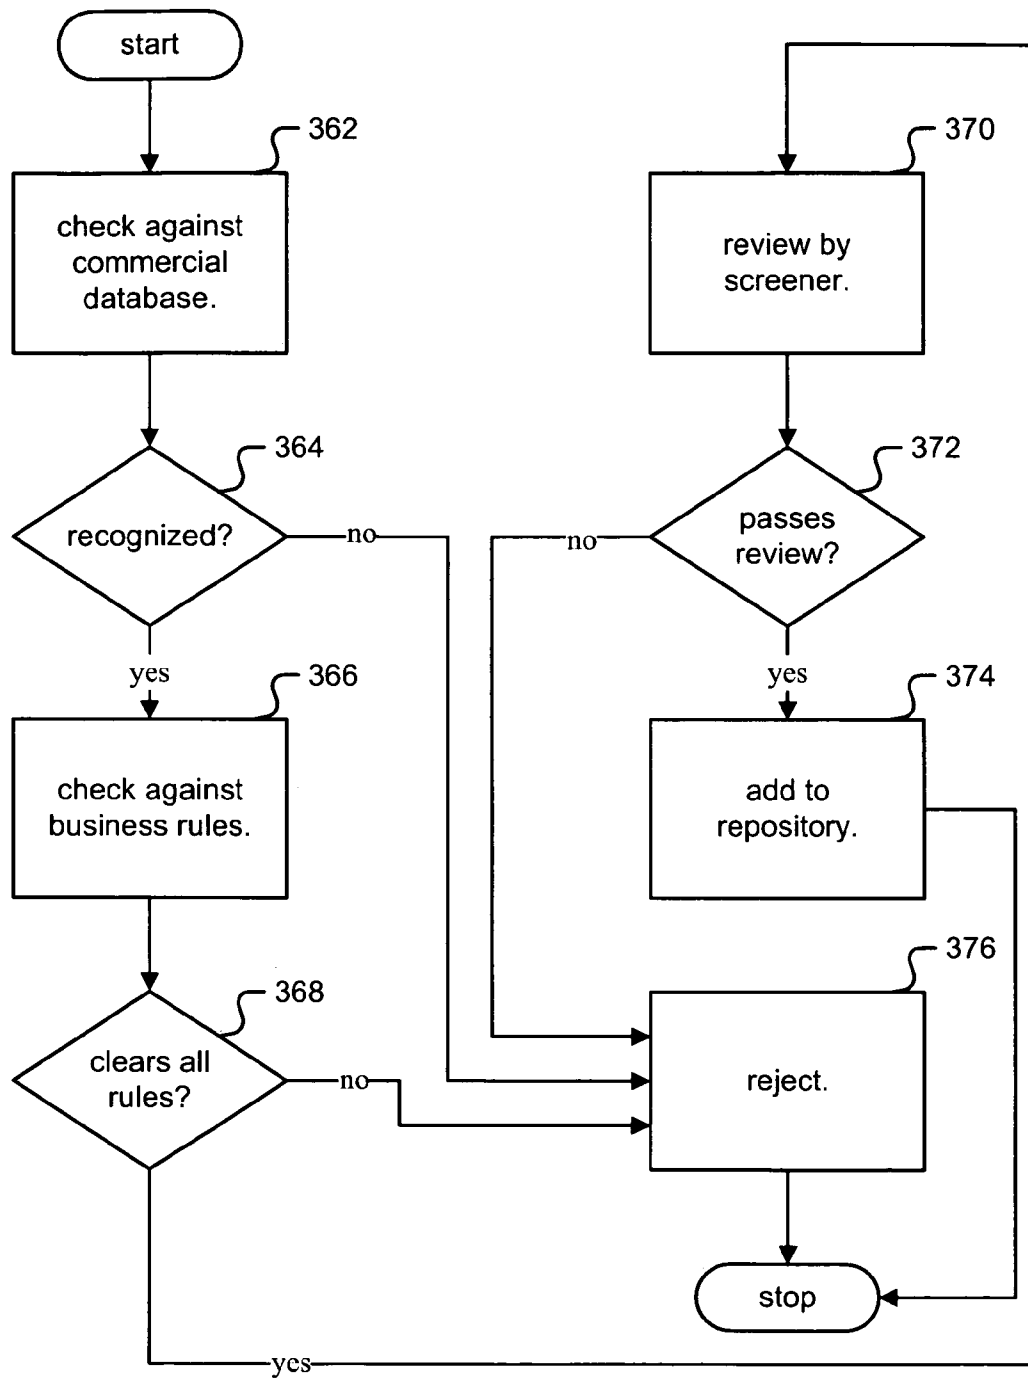 start
362
check against
commercial
database.
364
recognized?
no
yes
366
check against
business rules.
368
clears all
rules?
no
yes
370
review by
screener.
372
passes
review?
no
yes
374
add to
repository.
376
reject.
stop